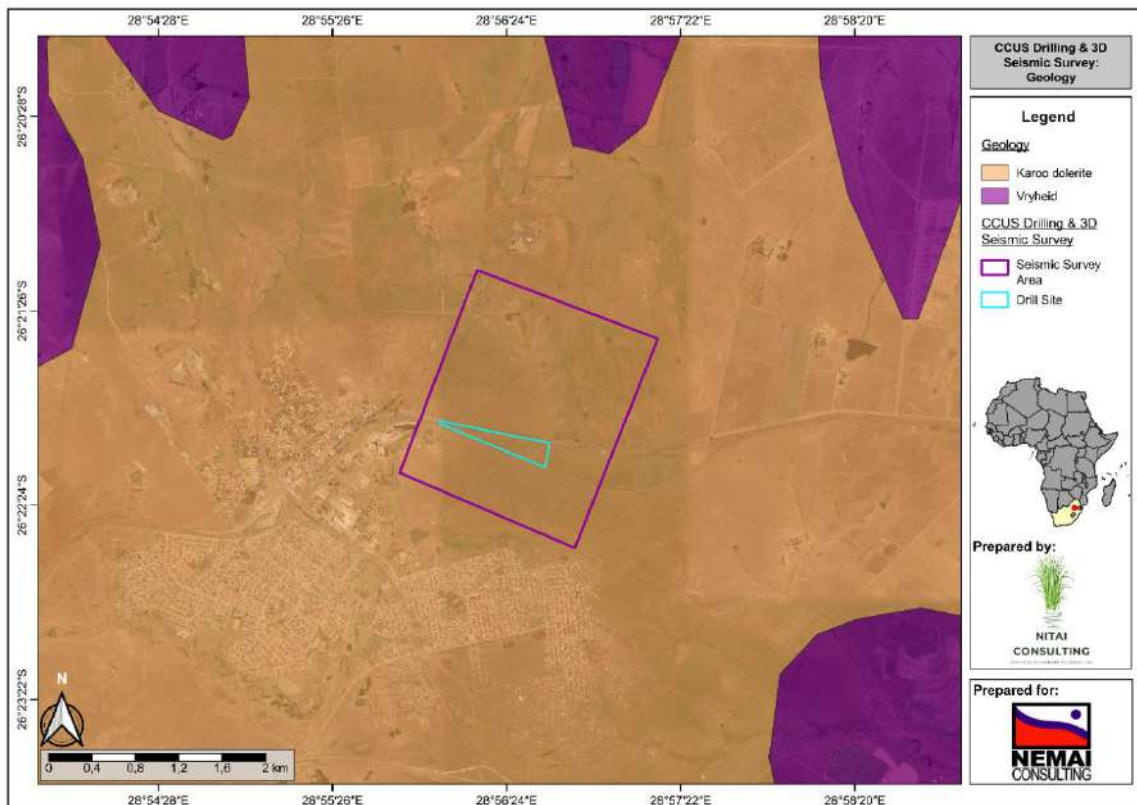 28°54'28"E 28°55'26"E 28°56'24"E 28°57'22"E 28°58'20"E
26°20'28"S
26°21'26"S
26°22'24"S
26°23'22"S
N
0 0,4 0,8 1,2 1,6 2 km
28°54'28"E 28°55'26"E 28°56'24"E 28°57'22"E 28°58'20"E
CCUS Drilling & 3D
Seismic Survey:
Geology
Legend
Geology
Karoo dolerite
Vryheid
CCUS Drilling & 3D
Seismic Survey
Seismic Survey
Area
Drill Site
Prepared by:
NITAI
CONSULTING
Prepared for:
NEMAI
CONSULTING